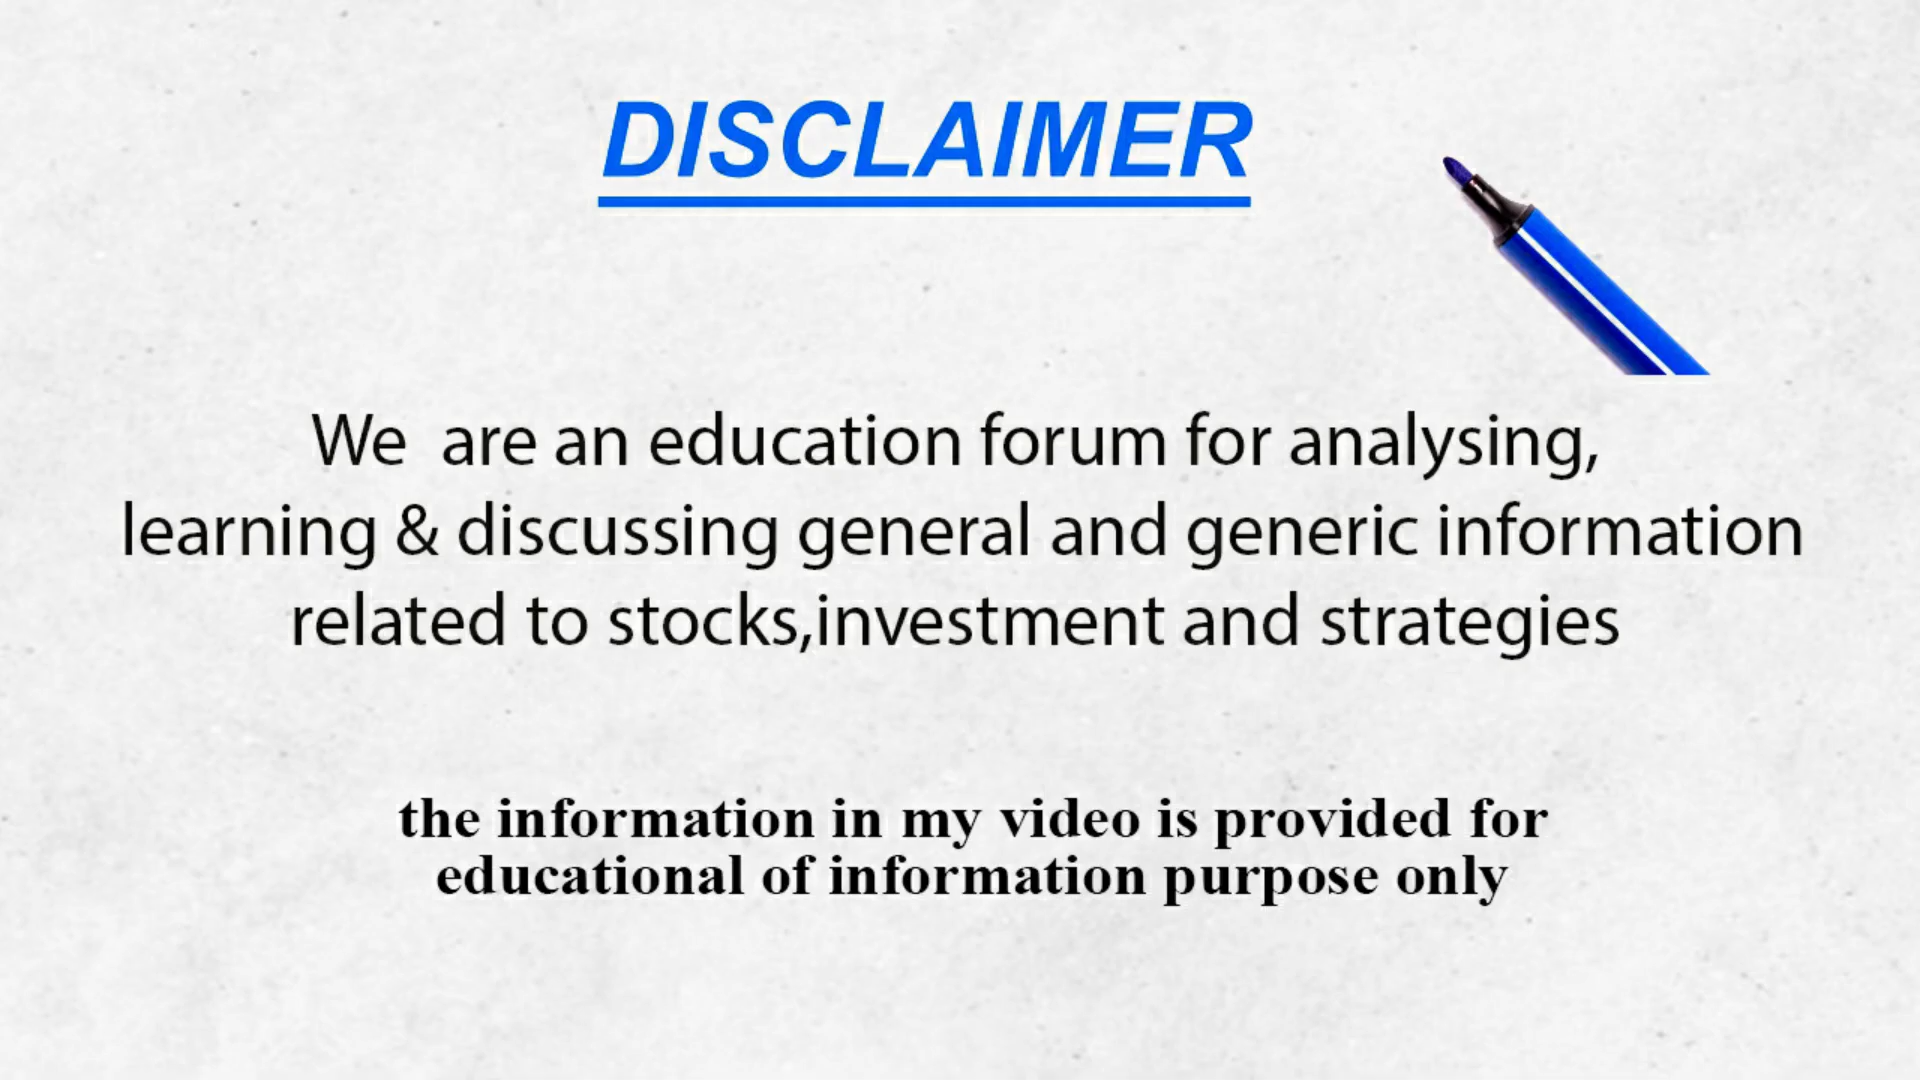 DISCLAIMER
We are an education forum for analysing,
learning & discussing general and generic information
related to stocks,investment and strategies
the information in my video is provided for
educational of information purpose only